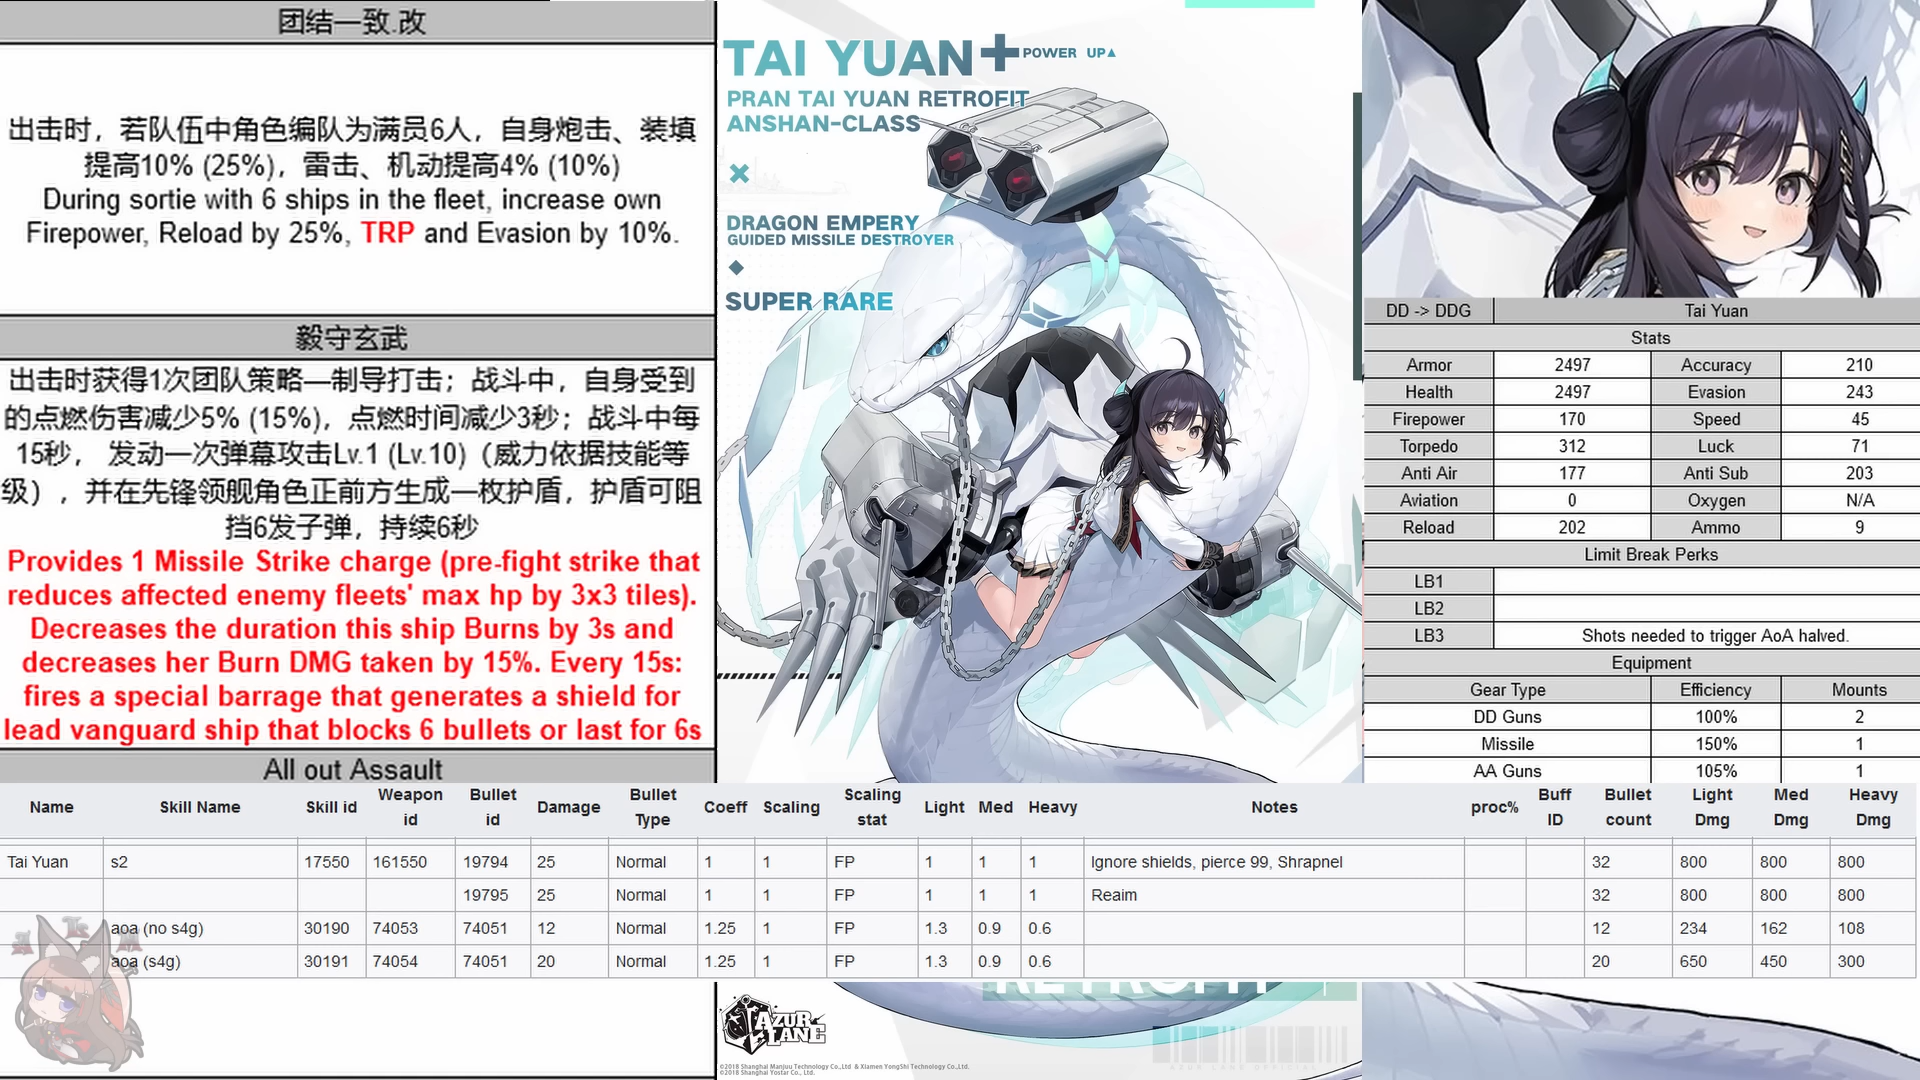 团结一致.改
出击时，若队伍中角色编队为满员6人，自身炮击、装填
提高10% (25%)，雷击、机动提高4% (10%)
During sortie with 6 ships in the fleet, increase own
Firepower, Reload by 25%, TRP and Evasion by 10%.
毅守玄武
出击时获得1次团队策略—制导打击；战斗中，自身受到
的点燃伤害减少5% (15%)，点燃时间减少3秒；战斗中每
15秒， 发动一次弹幕攻击Lv.1 (Lv.10)（威力依据技能等
级），并在先锋领舰角色正前方生成一枚护盾，护盾可阻
挡6发子弹，持续6秒
Provides 1 Missile Strike charge (pre-fight strike that
reduces affected enemy fleets' max hp by 3x3 tiles).
Decreases the duration this ship Burns by 3s and
decreases her Burn DMG taken by 15%. Every 15s:
fires a special barrage that generates a shield for
lead vanguard ship that blocks 6 bullets or last for 6s
All out Assault
TAI YUAN+ POWER UP▲
PRAN TAI YUAN RETROFIT
ANSHAN-CLASS
DRAGON EMPERY
GUIDED MISSILE DESTROYER
SUPER RARE
DD -> DDG Tai Yuan
Stats
Armor 2497 Accuracy 210
Health 2497 Evasion 243
Firepower 170 Speed 45
Torpedo 312 Luck 71
Anti Air 177 Anti Sub 203
Aviation 0 Oxygen N/A
Reload 202 Ammo 9
Limit Break Perks
LB1
LB2
LB3 Shots needed to trigger AoA halved.
Equipment
Gear Type Efficiency Mounts
DD Guns 100% 2
Missile 150% 1
AA Guns 105% 1
Name Skill Name Skill id Weapon id Bullet id Damage Bullet Type Coeff Scaling Scaling stat Light Med Heavy Notes proc% Buff ID Bullet count Light Dmg Med Dmg Heavy Dmg
Tai Yuan s2 17550 161550 19794 25 Normal 1 1 FP 1 1 1 Ignore shields, pierce 99, Shrapnel 32 800 800 800
19795 25 Normal 1 1 FP 1 1 1 Reaim 32 800 800 800
aoa (no s4g) 30190 74053 74051 12 Normal 1.25 1 FP 1.3 0.9 0.6 12 234 162 108
aoa (s4g) 30191 74054 74051 20 Normal 1.25 1 FP 1.3 0.9 0.6 20 650 450 300
RETROFIT
AZUR LANE
©2018 Shanghai Manjuu Technology Co.,Ltd & Xiamen YongShi Technology Co.,Ltd.
©2018 Shanghai Yostar Co., Ltd.
AZUR LANE OFFICIAL